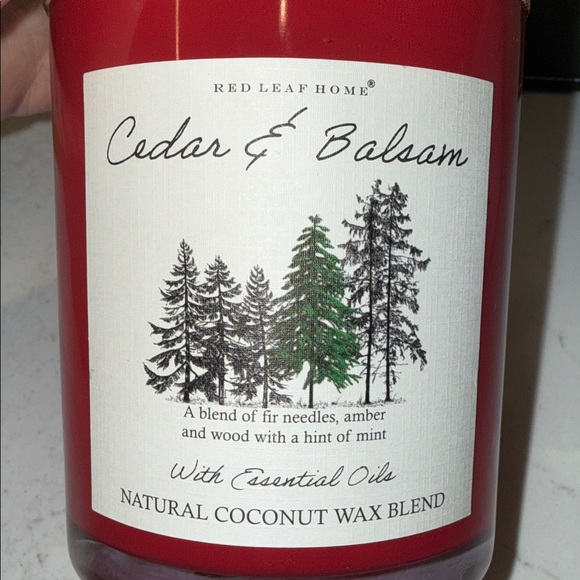 RED LEAF HOME®
Cedar & Balsam
A blend of fir needles, amber
and wood with a hint of mint
With Essential Oils
NATURAL COCONUT WAX BLEND